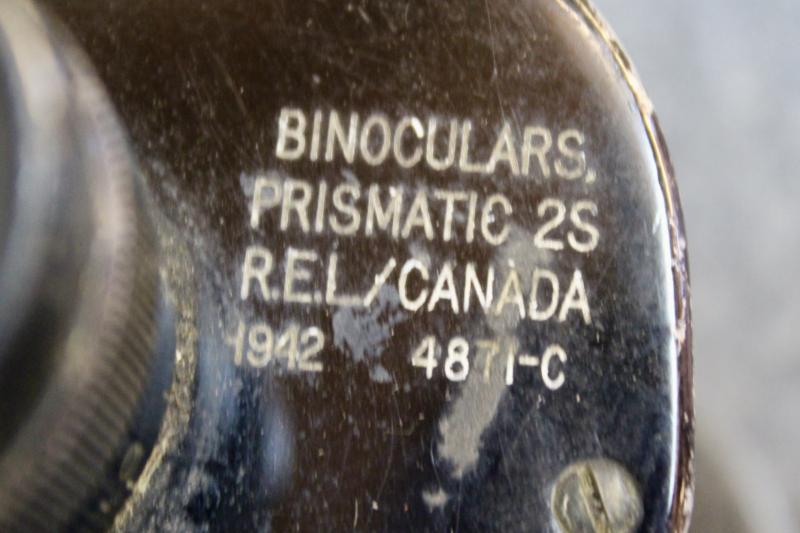 BINOCULARS,
PRISMATIC 2S
R.E.L/CANADA
1942 4871-C